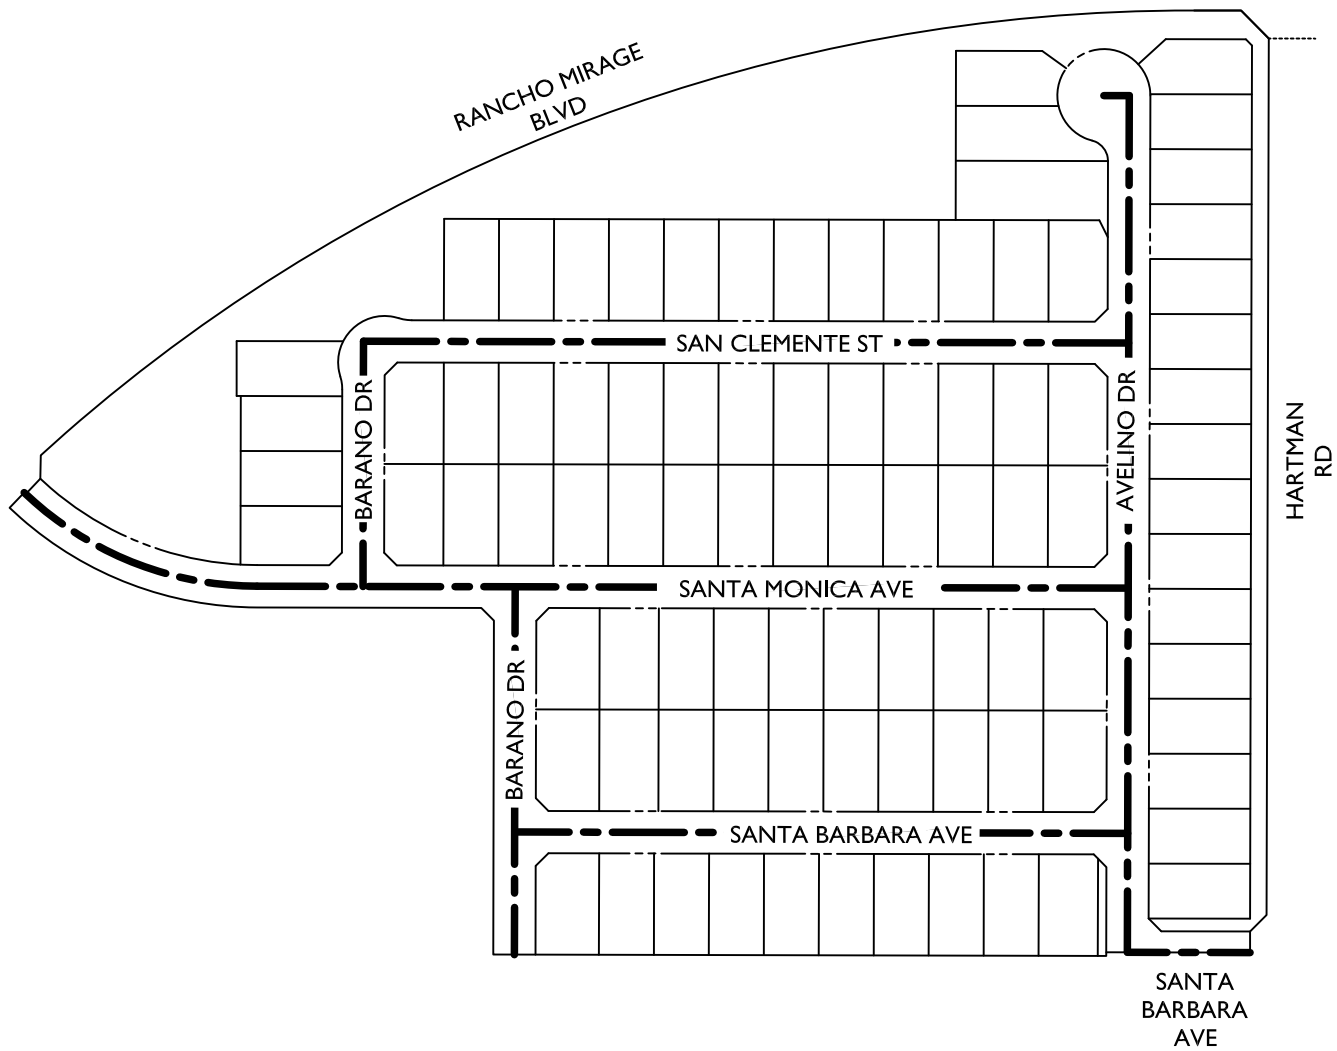 RANCHO MIRAGE
BLVD
SAN CLEMENTE ST
BARANO DR
AVELINO DR
HARTMAN
RD
SANTA MONICA AVE
BARANO DR
SANTA BARBARA AVE
SANTA
BARBARA
AVE